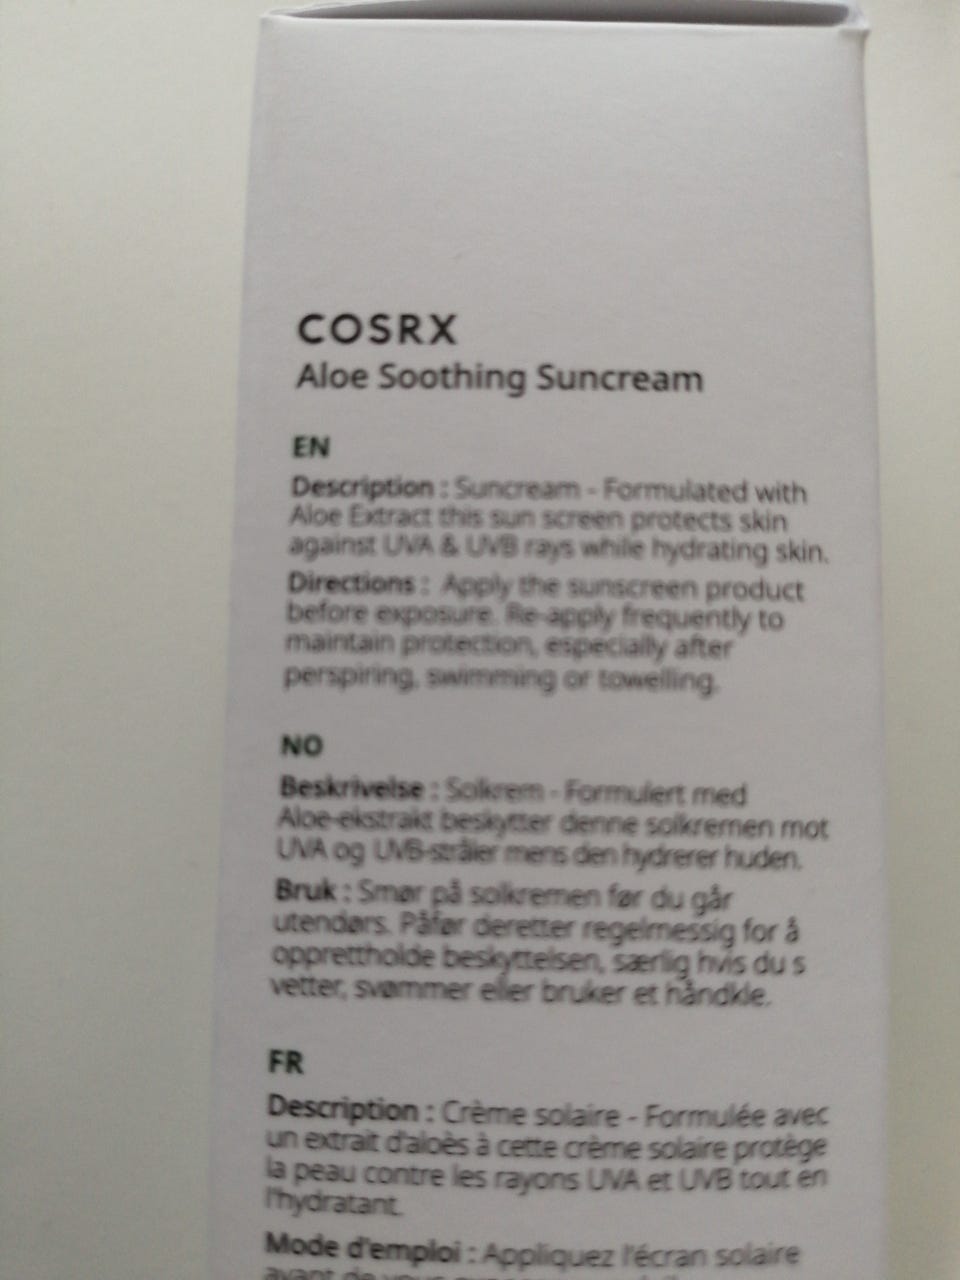 COSRX
Aloe Soothing Suncream
EN
Description : Suncream - Formulated with
Aloe Extract this sun screen protects skin
against UVA & UVB rays while hydrating skin.
Directions : Apply the sunscreen product
before exposure. Re-apply frequently to
maintain protection, especially after
perspiring, swimming or towelling.
NO
Beskrivelse : Solkrem - Formulert med
Aloe-ekstrakt beskytter denne solkremen mot
UVA og UVB-stråler mens den hydrerer huden.
Bruk : Smør på solkremen før du går
utendørs. Påfør deretter regelmessig for å
opprettholde beskyttelsen, særlig hvis du s
vetter, svømmer eller bruker et håndkle.
FR
Description : Crème solaire - Formulée avec
un extrait d'aloès à cette crème solaire protège
la peau contre les rayons UVA et UVB tout en
l'hydratant.
Mode d'emploi : Appliquez l'écran solaire
avant de vous